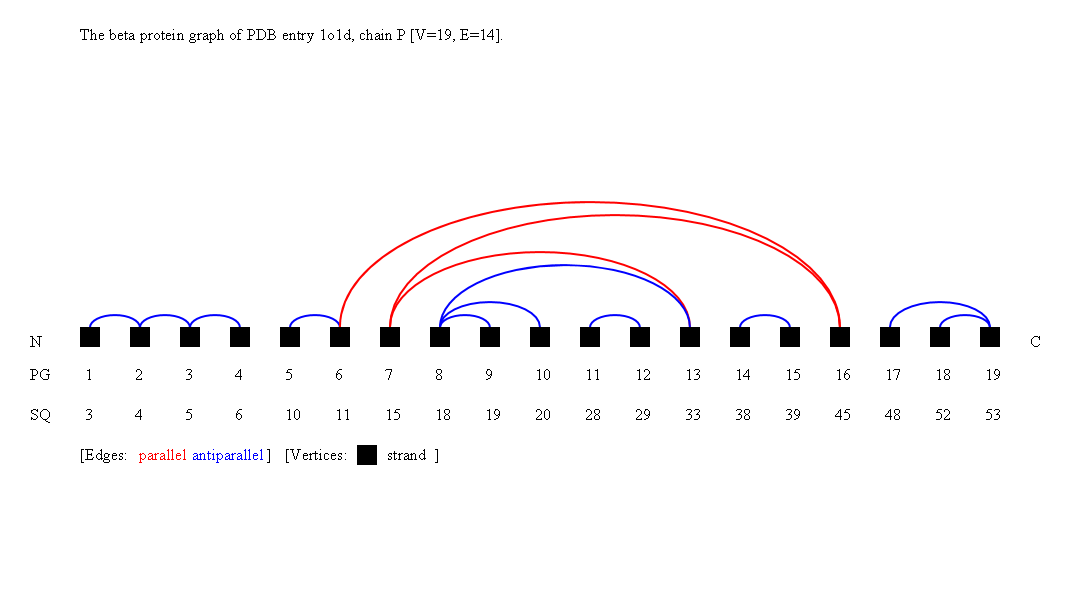 The beta protein graph of PDB entry 1o1d, chain P [V=19, E=14].
N C
PG 1 2 3 4 5 6 7 8 9 10 11 12 13 14 15 16 17 18 19
SQ 3 4 5 6 10 11 15 18 19 20 28 29 33 38 39 45 48 52 53
[Edges: parallel antiparallel] [Vertices: strand ]